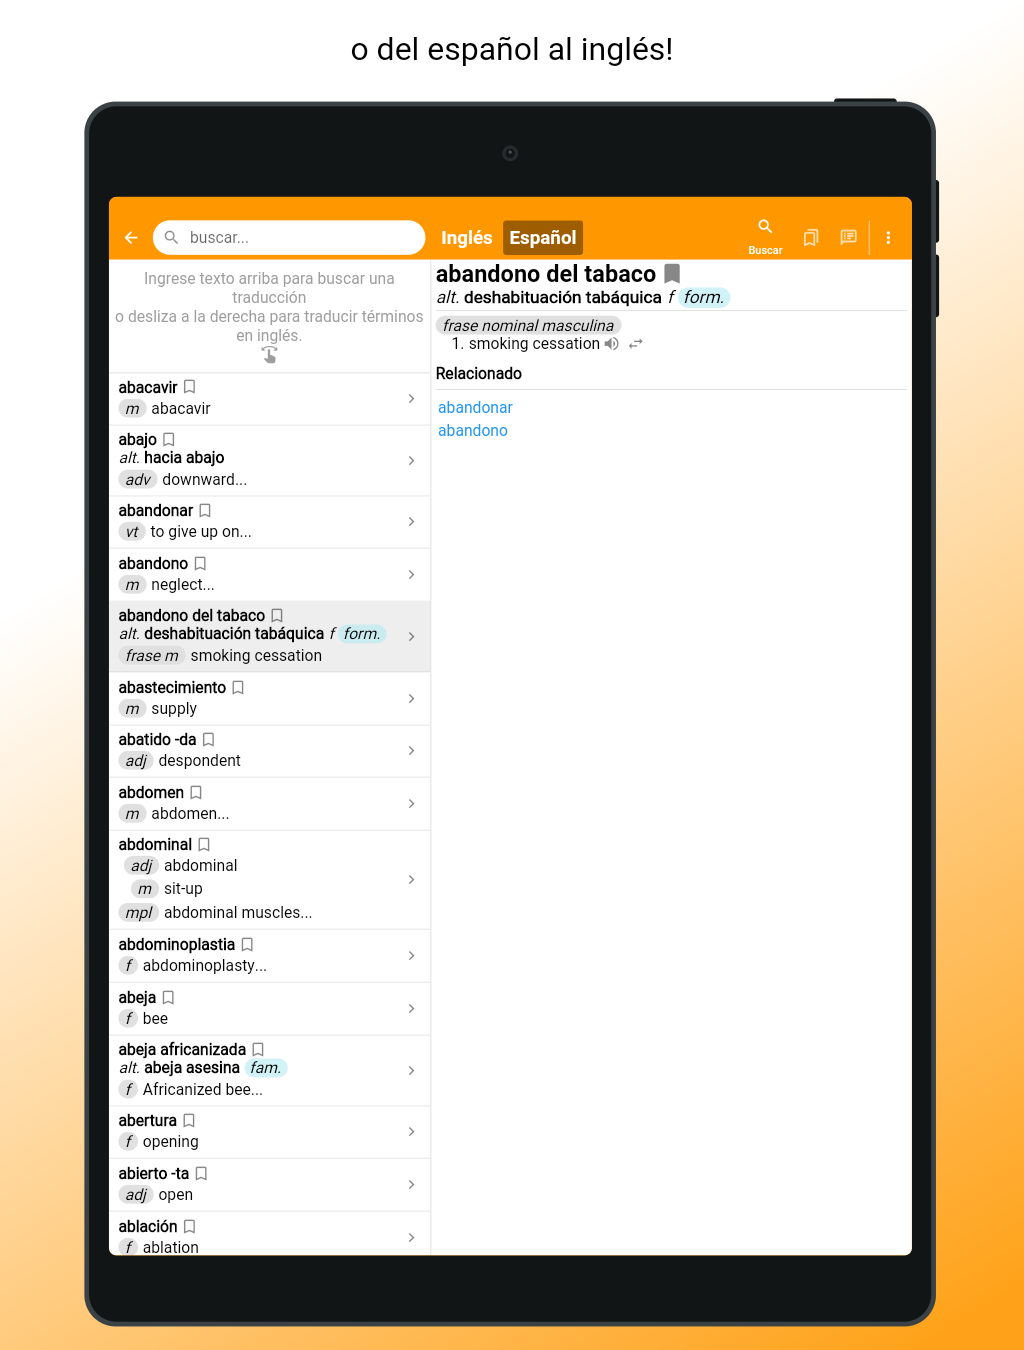 o del español al inglés!
buscar...
Inglés
Español
Buscar
Ingrese texto arriba para buscar una
traducción
o desliza a la derecha para traducir términos
en inglés.
abacavir
m abacavir
abajo
alt. hacia abajo
adv downward...
abandonar
vt to give up on...
abandono
m neglect...
abandono del tabaco
alt. deshabituación tabáquica f form.
frase m smoking cessation
abastecimiento
m supply
abatido -da
adj despondent
abdomen
m abdomen...
abdominal
adj abdominal
m sit-up
mpl abdominal muscles...
abdominoplastia
f abdominoplasty...
abeja
f bee
abeja africanizada
alt. abeja asesina fam.
f Africanized bee...
abertura
f opening
abierto -ta
adj open
ablación
f ablation
abandono del tabaco
alt. deshabituación tabáquica f form.
frase nominal masculina
1. smoking cessation
Relacionado
abandonar
abandono